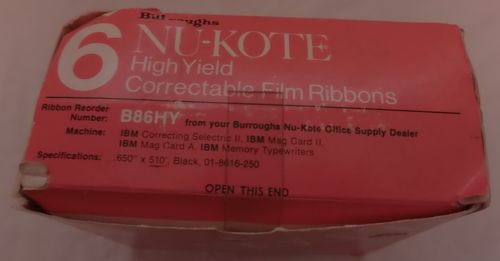 Burroughs
6 NU-KOTE
High Yield
Correctable Film Ribbons
Ribbon Reorder
Number: B86HY from your Burroughs Nu-Kote Office Supply Dealer
Machine: IBM Correcting Selectric II, IBM Mag Card II,
IBM Mag Card A, IBM Memory Typewriters
Specifications: .650" x 510', Black, 01-8616-250
OPEN THIS END